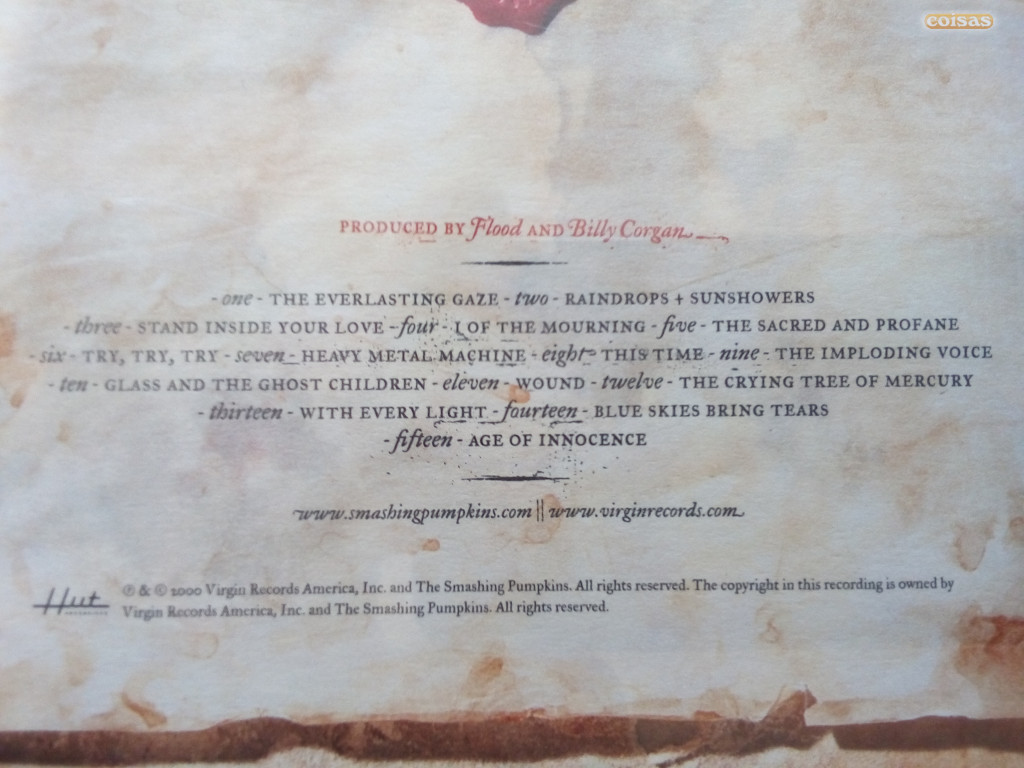 coisas
PRODUCED BY Flood AND Billy Corgan
- one - THE EVERLASTING GAZE - two - RAINDROPS + SUNSHOWERS
- three - STAND INSIDE YOUR LOVE - four - I OF THE MOURNING - five - THE SACRED AND PROFANE
- six - TRY, TRY, TRY - seven - HEAVY METAL MACHINE - eight - THIS TIME - nine - THE IMPLODING VOICE
- ten - GLASS AND THE GHOST CHILDREN - eleven - WOUND - twelve - THE CRYING TREE OF MERCURY
- thirteen - WITH EVERY LIGHT - fourteen - BLUE SKIES BRING TEARS
- fifteen - AGE OF INNOCENCE
www.smashingpumpkins.com || www.virginrecords.com
Hut
℗ & © 2000 Virgin Records America, Inc. and The Smashing Pumpkins. All rights reserved. The copyright in this recording is owned by
Virgin Records America, Inc. and The Smashing Pumpkins. All rights reserved.